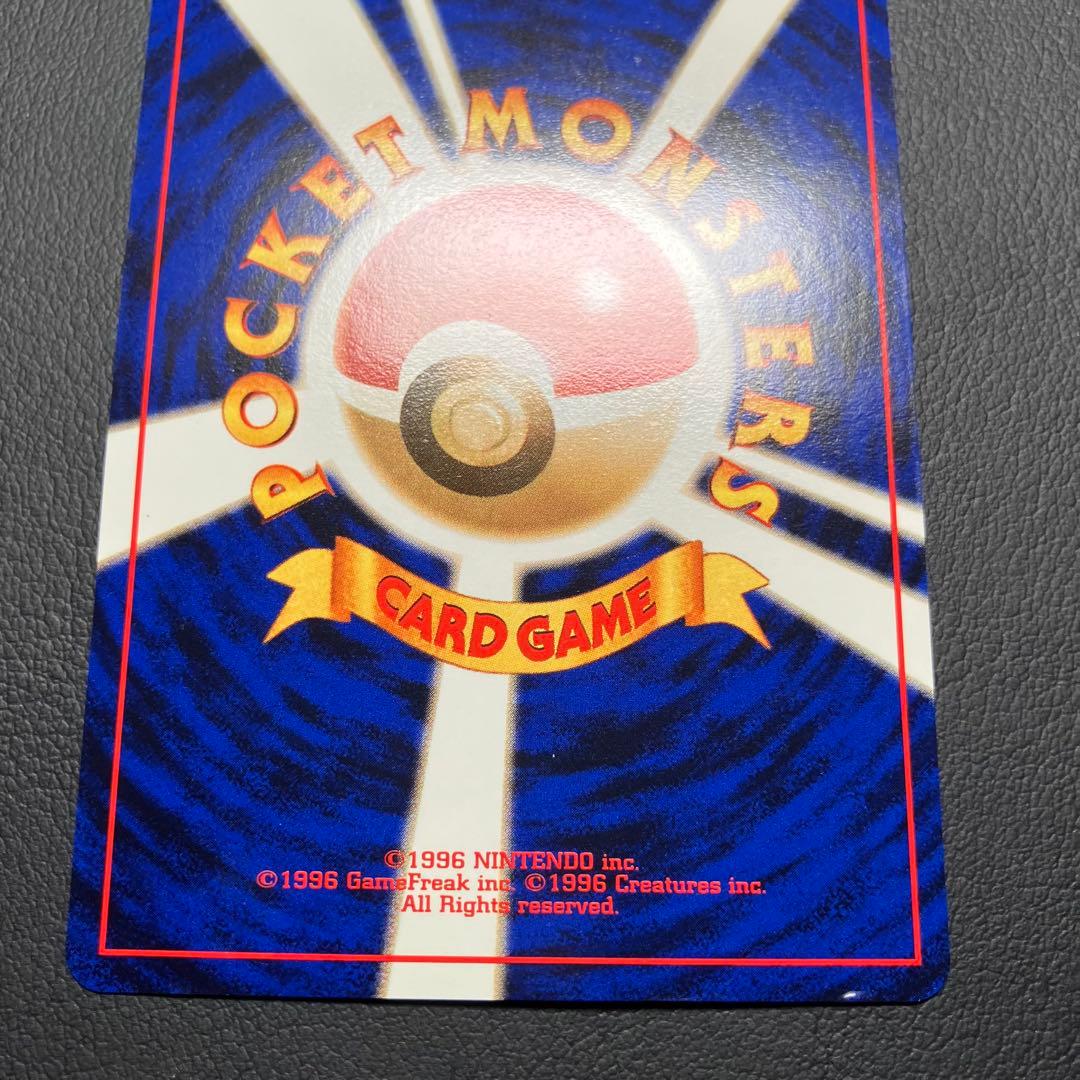 POCKET MONSTERS
CARD GAME
©1996 NINTENDO inc.
©1996 GameFreak inc. ©1996 Creatures inc.
All Rights reserved.